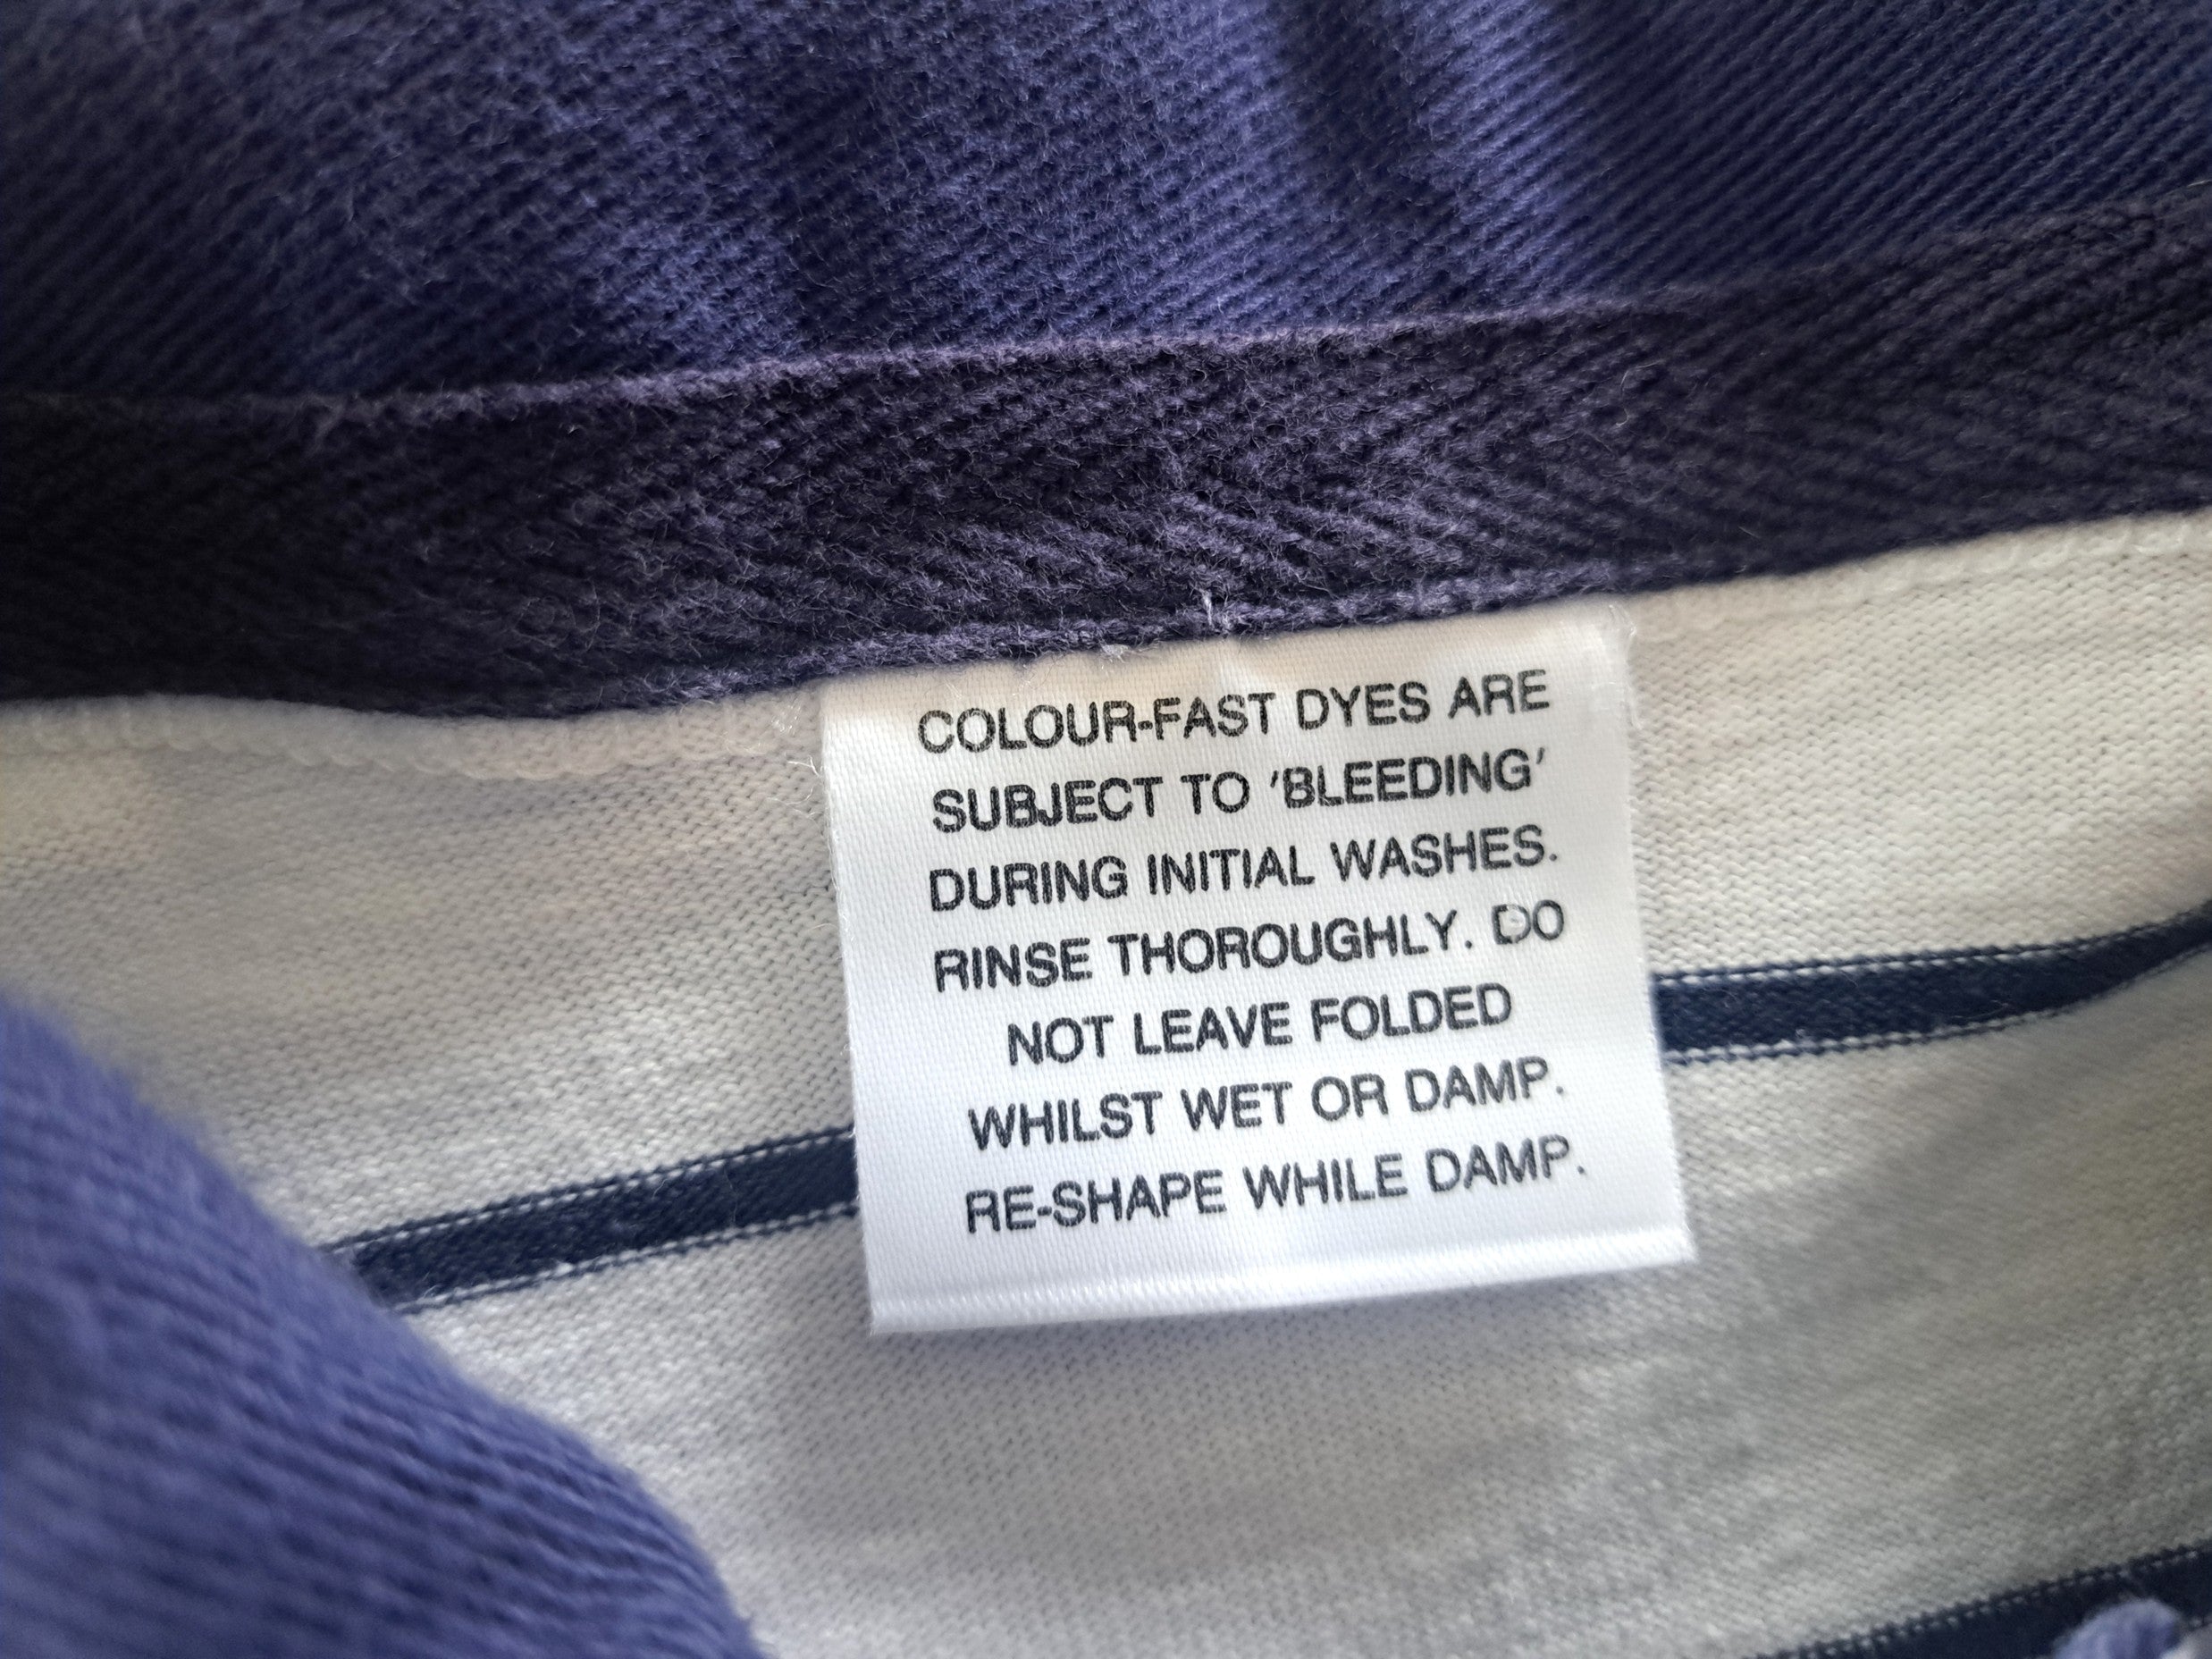 COLOUR-FAST DYES ARE
SUBJECT TO 'BLEEDING'
DURING INITIAL WASHES.
RINSE THOROUGHLY. DO
NOT LEAVE FOLDED
WHILST WET OR DAMP.
RE-SHAPE WHILE DAMP.